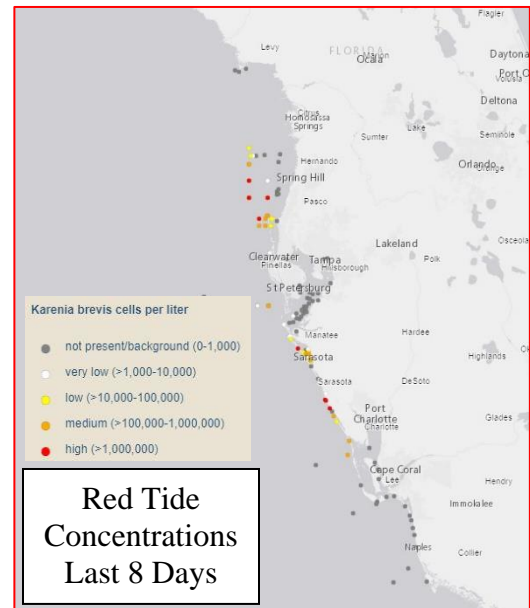 Flagler
Levy
FLORIDA
Marion
Ocala
Daytona
Volusia
Port O
Deltona
Citrus
Homosassa
Springs
Sumter
Lake
Seminole
Hernando
Orlando
Orange
Spring Hill
Pasco
Lakeland
Osceola
Clearwater
Pinellas
Tampa
Hillsborough
Polk
St Petersburg
Manatee
Hardee
Highlands
Sarasota
Sarasota
DeSoto
Port
Charlotte
Charlotte
Glades
Cape Coral
Lee
Hendry
Immokalee
Naples
Collier
Karenia brevis cells per liter
not present/background (0-1,000)
very low (>1,000-10,000)
low (>10,000-100,000)
medium (>100,000-1,000,000)
high (>1,000,000)
Red Tide
Concentrations
Last 8 Days